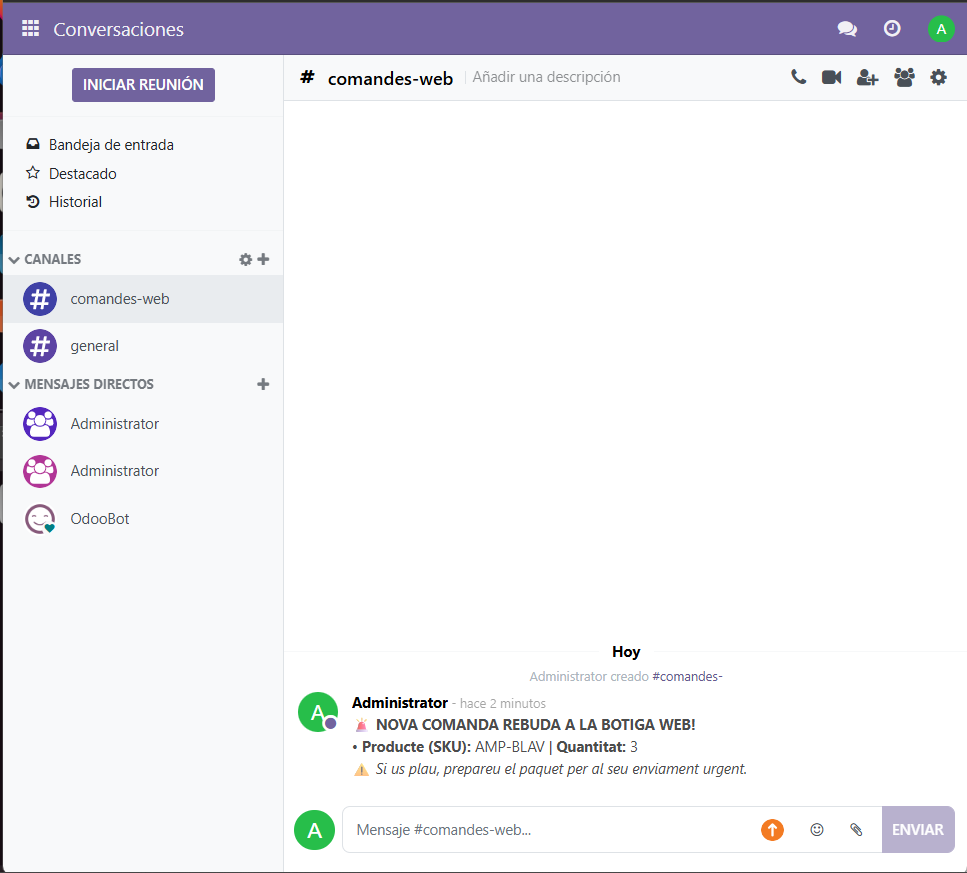 Conversaciones
A
INICIAR REUNIÓN
# comandes-web Añadir una descripción
Bandeja de entrada
Destacado
Historial
CANALES
# comandes-web
# general
MENSAJES DIRECTOS
Administrator
Administrator
OdooBot
Hoy
Administrator creado #comandes-
A
Administrator - hace 2 minutos
🚨 NOVA COMANDA REBUDA A LA BOTIGA WEB!
• Producte (SKU): AMP-BLAV | Quantitat: 3
⚠️ Si us plau, prepareu el paquet per al seu enviament urgent.
A
Mensaje #comandes-web...
ENVIAR